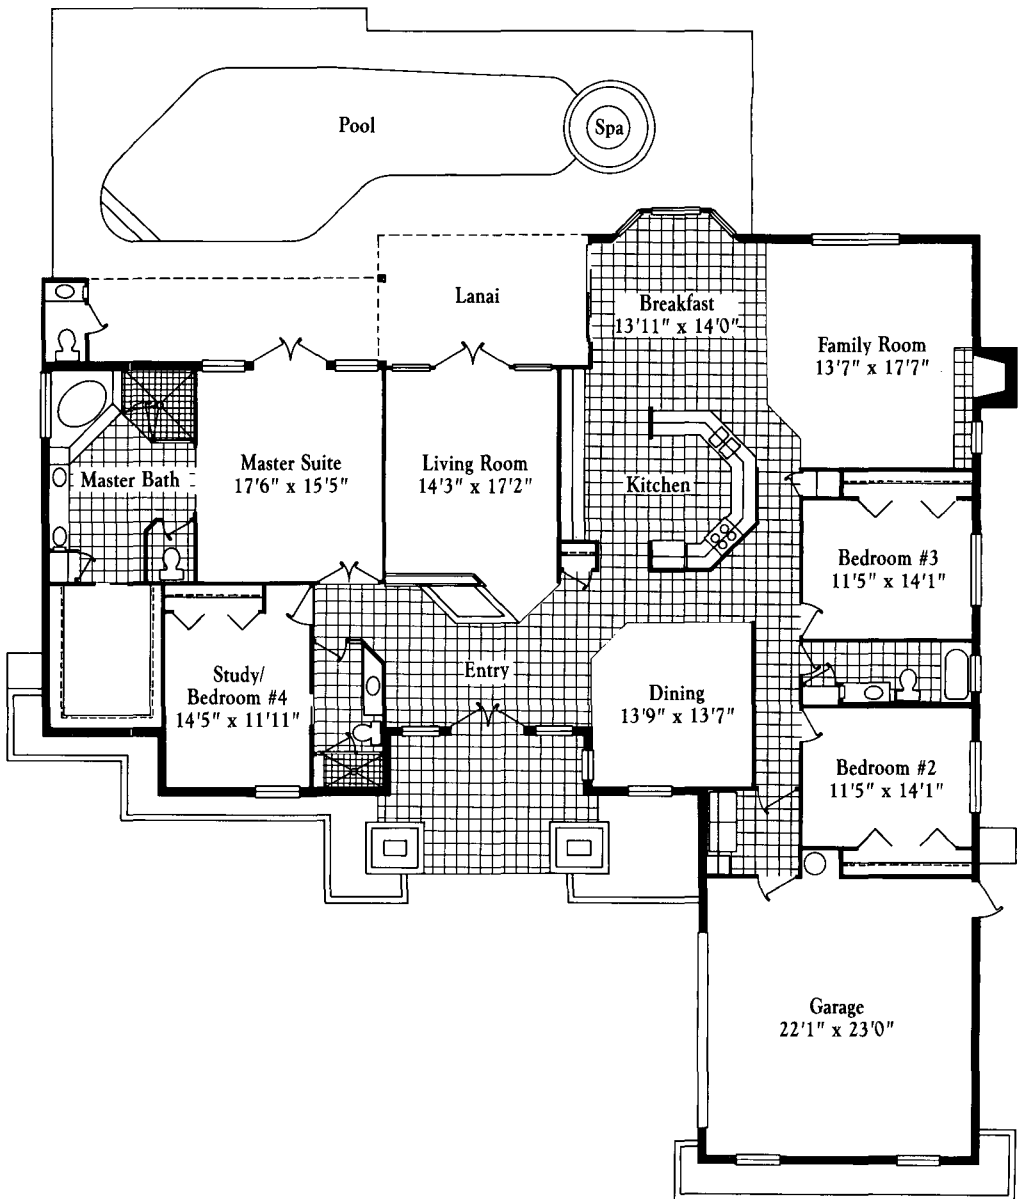 Pool
Spa
Lanai
Breakfast
13'11" x 14'0"
Family Room
13'7" x 17'7"
Master Bath
Master Suite
17'6" x 15'5"
Living Room
14'3" x 17'2"
Kitchen
Bedroom #3
11'5" x 14'1"
Study/
Bedroom #4
14'5" x 11'11"
Entry
Dining
13'9" x 13'7"
Bedroom #2
11'5" x 14'1"
Garage
22'1" x 23'0"